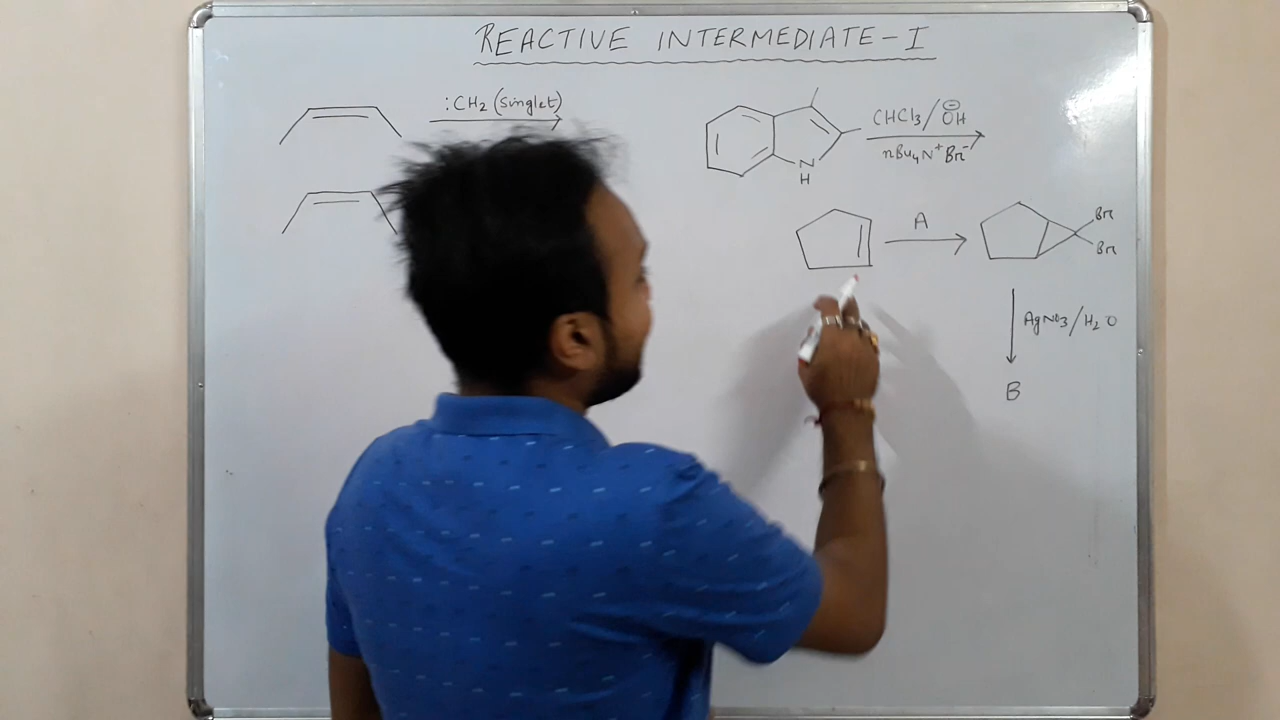 REACTIVE INTERMEDIATE-I
:CH2 (Singlet)
CHCl3/OH⊖
nBu4N+Br-
N
H
A
Br
Br
AgNO3/H2O
B